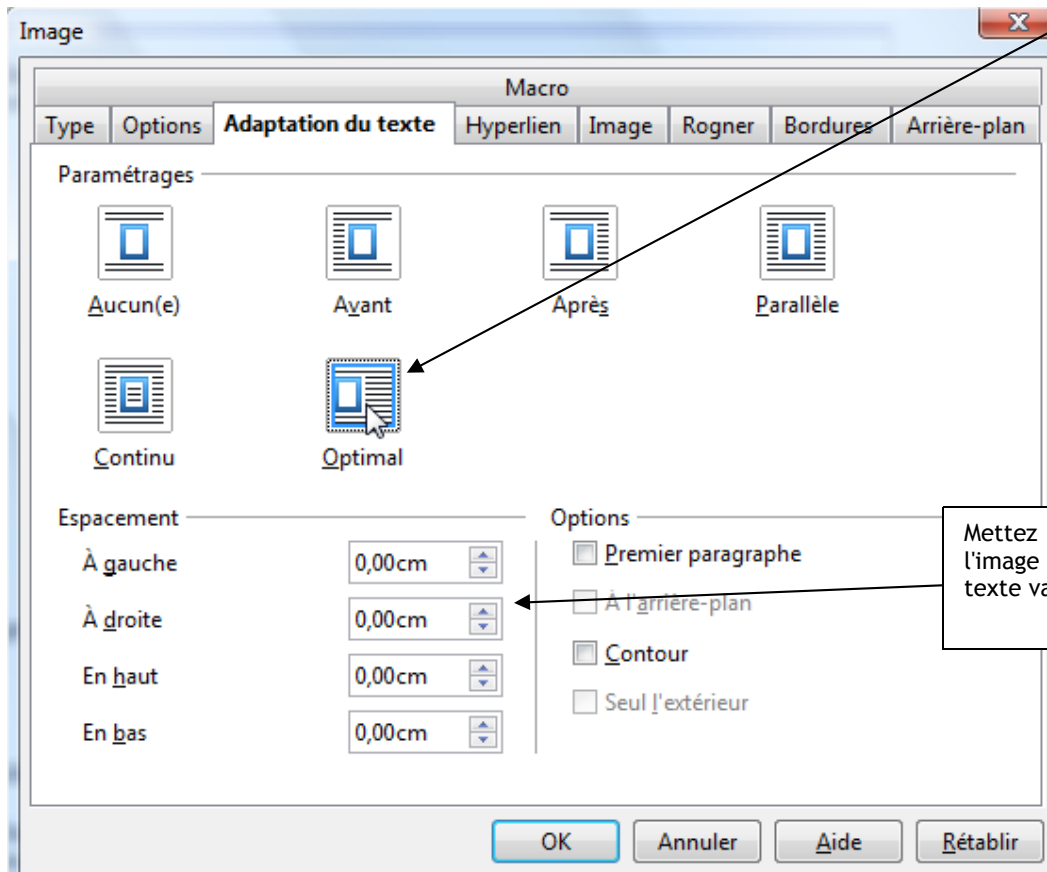 Image
Macro
Type Options Adaptation du texte Hyperlien Image Rogner Bordures Arrière-plan
Paramétrages
Aucun(e) Avant Après Parallèle
Continu Optimal
Espacement
À gauche 0,00cm
À droite 0,00cm
En haut 0,00cm
En bas 0,00cm
Options
Premier paragraphe
À l'arrière-plan
Contour
Seul l'extérieur
Mettez
l'image
texte va
OK Annuler Aide Rétablir